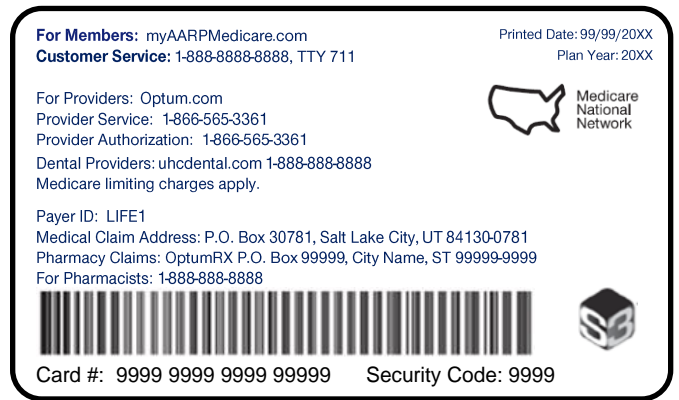 For Members: myAARPMedicare.com
Printed Date: 99/99/20XX
Customer Service: 1-888-8888-8888, TTY 711
Plan Year: 20XX
For Providers: Optum.com
Provider Service: 1-866-565-3361
Provider Authorization: 1-866-565-3361
Dental Providers: uhcdental.com 1-888-888-8888
Medicare limiting charges apply.
Medicare
National
Network
Payer ID: LIFE1
Medical Claim Address: P.O. Box 30781, Salt Lake City, UT 84130-0781
Pharmacy Claims: OptumRX P.O. Box 99999, City Name, ST 99999-9999
For Pharmacists: 1-888-888-8888
S3
Card #: 9999 9999 9999 99999 Security Code: 9999